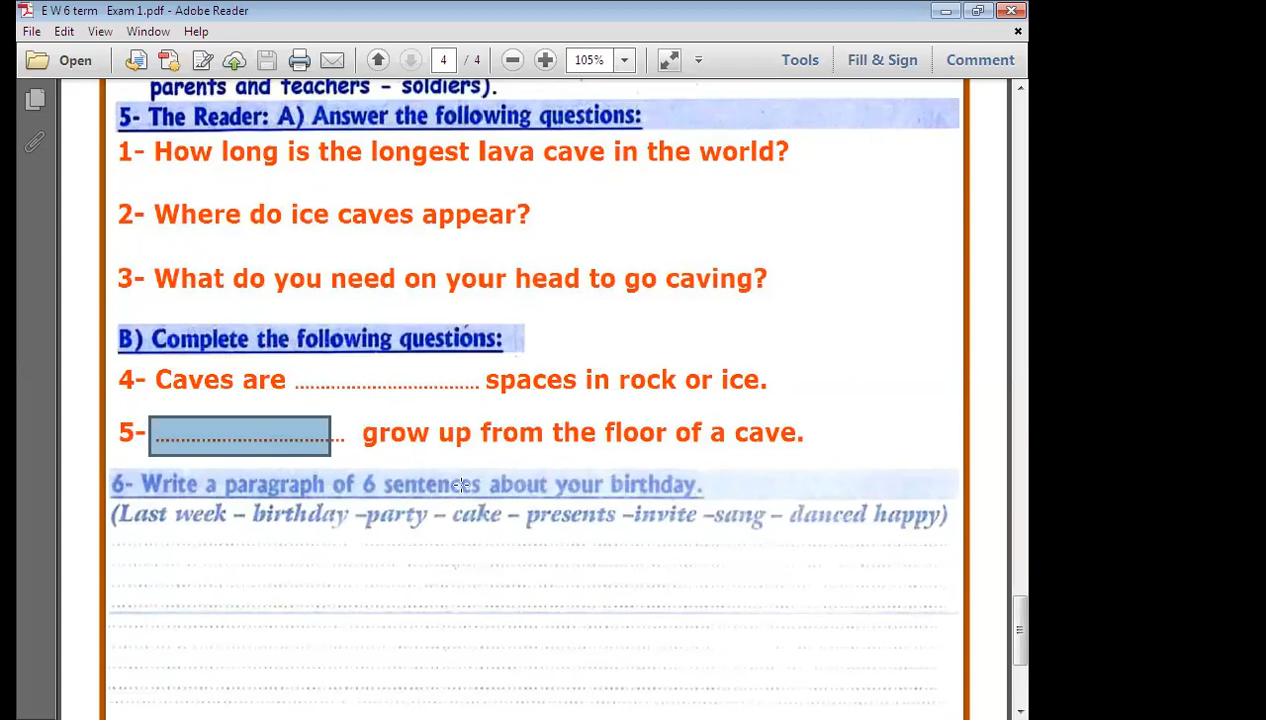 E W 6 term Exam 1.pdf - Adobe Reader
File Edit View Window Help
Open 4 / 4 105% Tools Fill & Sign Comment
parents and teachers - soldiers).
5- The Reader: A) Answer the following questions:
1- How long is the longest lava cave in the world?
2- Where do ice caves appear?
3- What do you need on your head to go caving?
B) Complete the following questions:
4- Caves are .................................... spaces in rock or ice.
5- ..................................... grow up from the floor of a cave.
6- Write a paragraph of 6 sentences about your birthday.
(Last week - birthday -party - cake - presents -invite -sang - danced happy)